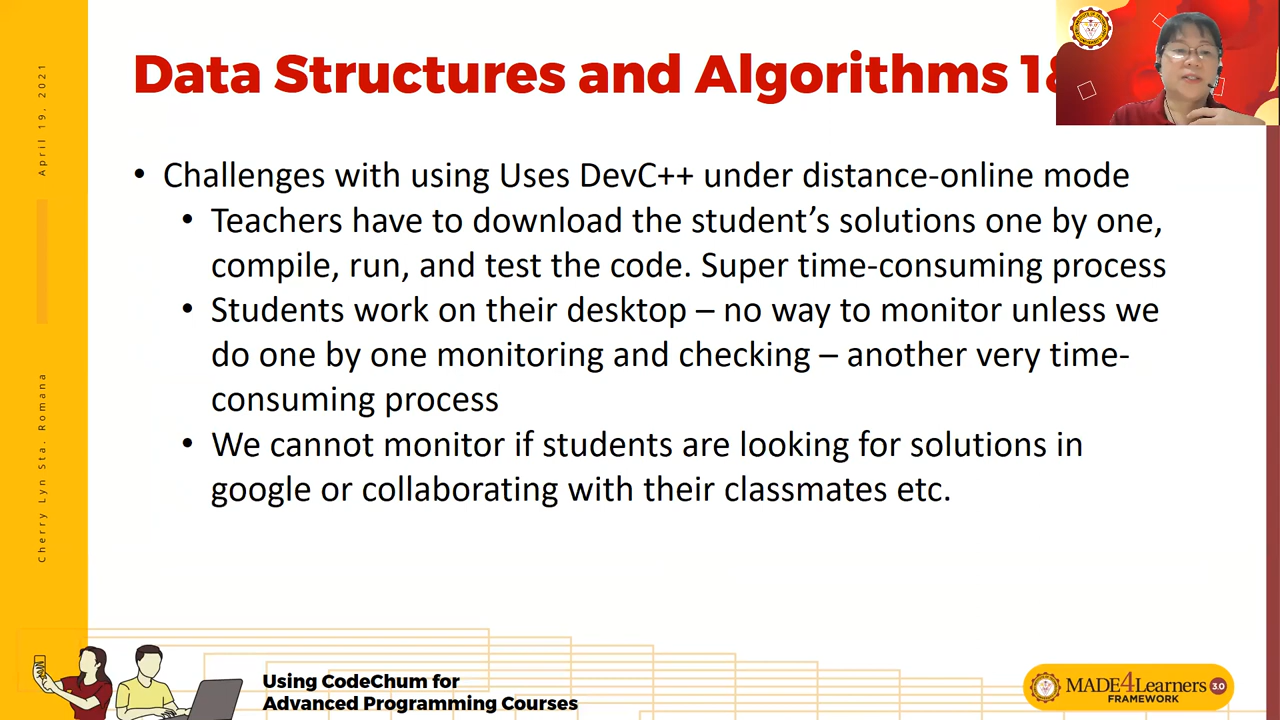 Data Structures and Algorithms
• Challenges with using Uses DevC++ under distance-online mode
• Teachers have to download the student’s solutions one by one,
compile, run, and test the code. Super time-consuming process
• Students work on their desktop – no way to monitor unless we
do one by one monitoring and checking – another very time-
consuming process
• We cannot monitor if students are looking for solutions in
google or collaborating with their classmates etc.
April 19, 2021
Cherry Lyn Sta. Romana
Using CodeChum for
Advanced Programming Courses
MADE4Learners 3.0
FRAMEWORK